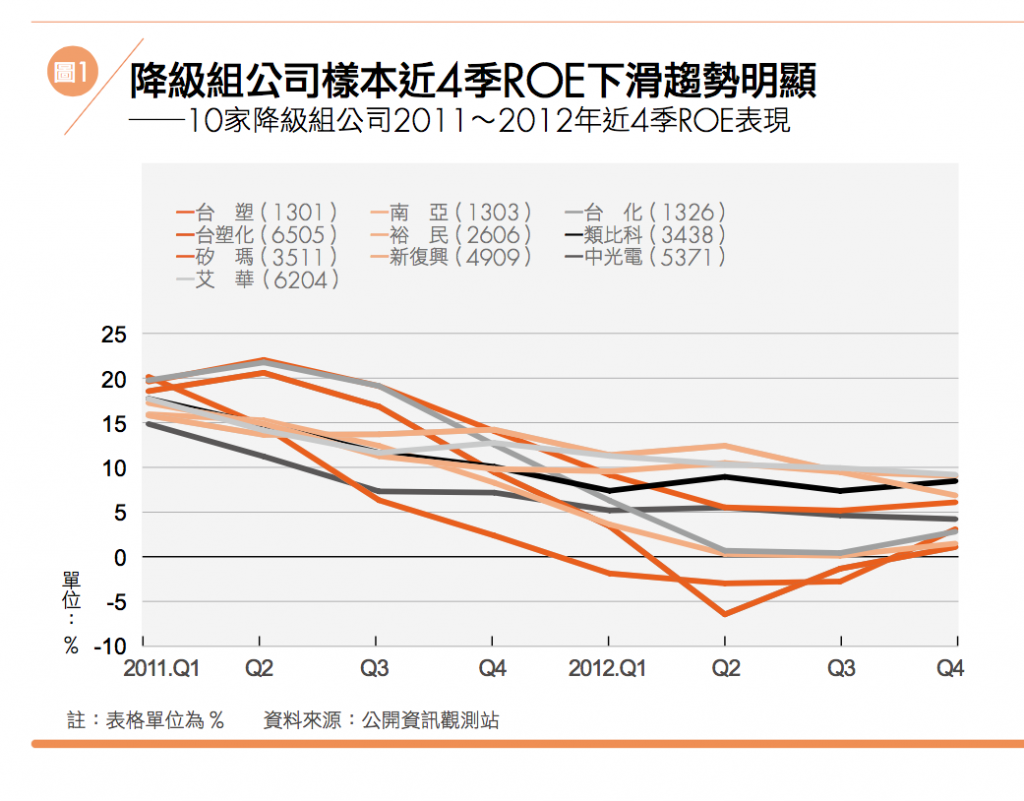 圖1
降級組公司樣本近4季ROE下滑趨勢明顯
——10家降級組公司2011～2012年近4季ROE表現
台　塑（1301） 南　亞（1303） 台　化（1326）
台塑化（6505） 裕　民（2606） 類比科（3438）
矽　瑪（3511） 新復興（4909） 中光電（5371）
艾　華（6204）
25
20
15
10
5
0
-5
-10
單位：%
2011.Q1 Q2 Q3 Q4 2012.Q1 Q2 Q3 Q4
註：表格單位為％　　資料來源：公開資訊觀測站